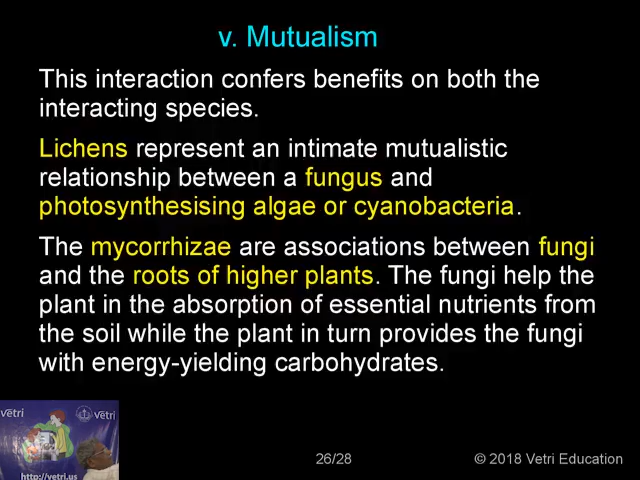 v. Mutualism
This interaction confers benefits on both the
interacting species.
Lichens represent an intimate mutualistic
relationship between a fungus and
photosynthesising algae or cyanobacteria.
The mycorrhizae are associations between fungi
and the roots of higher plants. The fungi help the
plant in the absorption of essential nutrients from
the soil while the plant in turn provides the fungi
with energy-yielding carbohydrates.
Vētri
Vētri
http://vetri.us
26/28
© 2018 Vetri Education